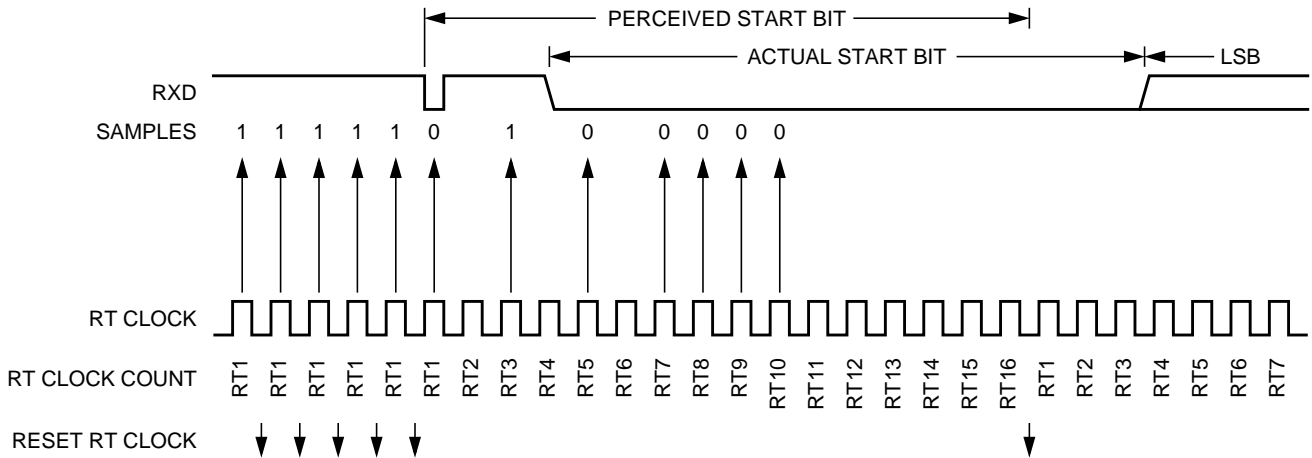 PERCEIVED START BIT
ACTUAL START BIT
LSB
RXD
SAMPLES 1 1 1 1 1 0 1 0 0 0 0 0
RT CLOCK
RT CLOCK COUNT RT1 RT1 RT1 RT1 RT1 RT1 RT2 RT3 RT4 RT5 RT6 RT7 RT8 RT9 RT10 RT11 RT12 RT13 RT14 RT15 RT16 RT1 RT2 RT3 RT4 RT5 RT6 RT7
RESET RT CLOCK